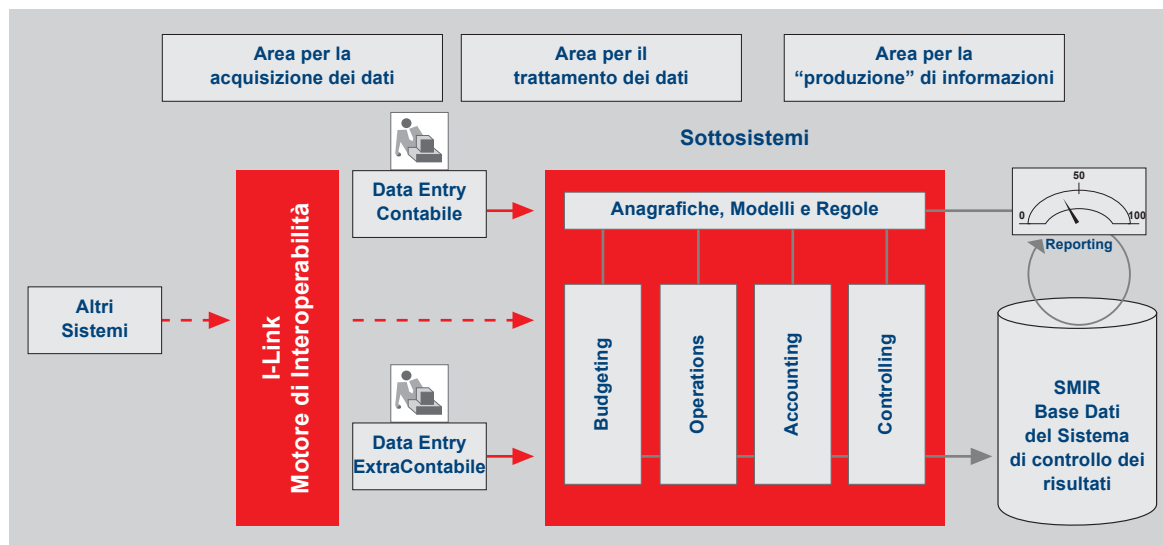 Area per la
acquisizione dei dati
Area per il
trattamento dei dati
Area per la
“produzione” di informazioni
Sottosistemi
Altri
Sistemi
I-Link
Motore di Interoperabilità
Data Entry
Contabile
Data Entry
ExtraContabile
Anagrafiche, Modelli e Regole
Budgeting
Operations
Accounting
Controlling
50
0
100
Reporting
SMIR
Base Dati
del Sistema
di controllo dei
risultati